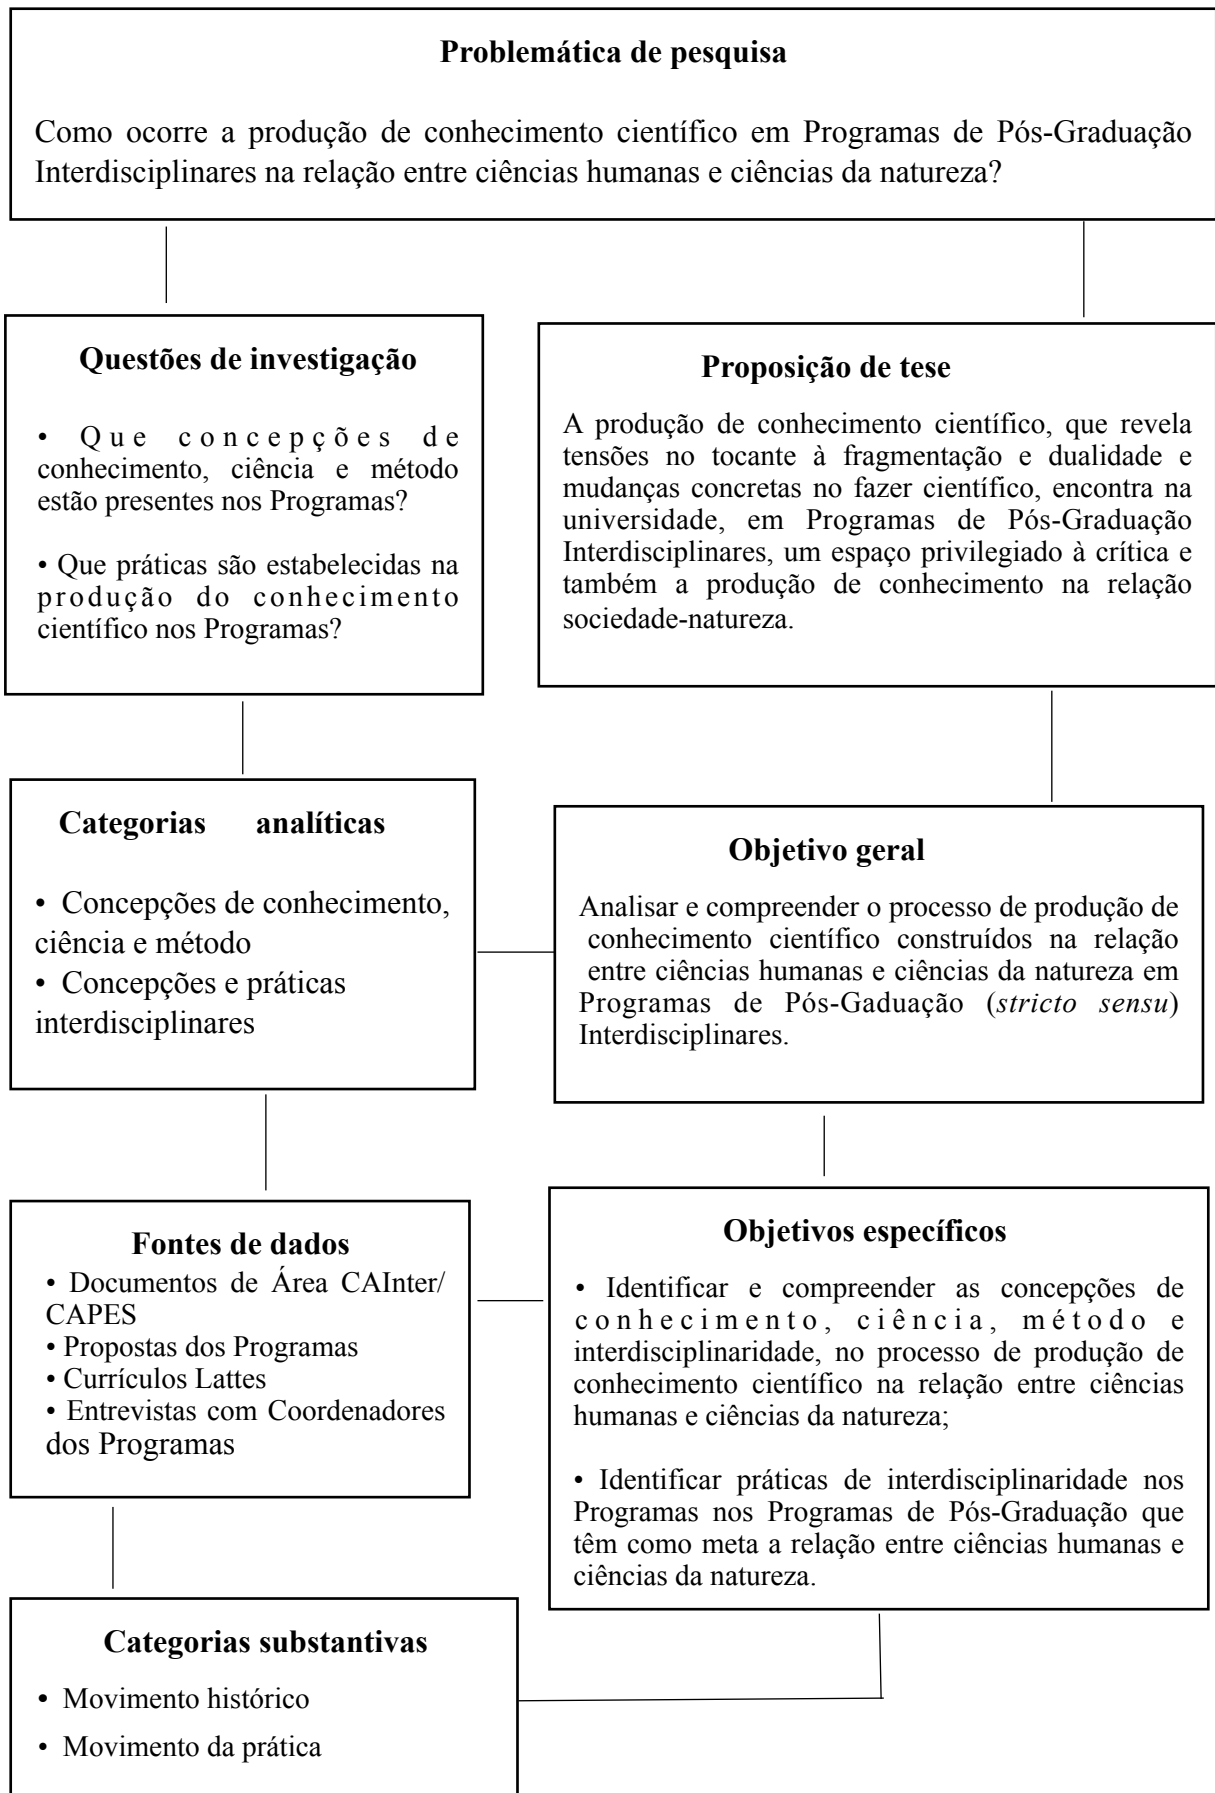 Problemática de pesquisa
Como ocorre a produção de conhecimento científico em Programas de Pós-Graduação
Interdisciplinares na relação entre ciências humanas e ciências da natureza?
Questões de investigação
• Que concepções de
conhecimento, ciência e método
estão presentes nos Programas?
• Que práticas são estabelecidas na
produção do conhecimento
científico nos Programas?
Proposição de tese
A produção de conhecimento científico, que revela
tensões no tocante à fragmentação e dualidade e
mudanças concretas no fazer científico, encontra na
universidade, em Programas de Pós-Graduação
Interdisciplinares, um espaço privilegiado à crítica e
também a produção de conhecimento na relação
sociedade-natureza.
Categorias analíticas
• Concepções de conhecimento,
ciência e método
• Concepções e práticas
interdisciplinares
Objetivo geral
Analisar e compreender o processo de produção de
conhecimento científico construídos na relação
entre ciências humanas e ciências da natureza em
Programas de Pós-Gaduação (stricto sensu)
Interdisciplinares.
Fontes de dados
• Documentos de Área CAInter/
CAPES
• Propostas dos Programas
• Currículos Lattes
• Entrevistas com Coordenadores
dos Programas
Objetivos específicos
• Identificar e compreender as concepções de
conhecimento, ciência, método e
interdisciplinaridade, no processo de produção de
conhecimento científico na relação entre ciências
humanas e ciências da natureza;
• Identificar práticas de interdisciplinaridade nos
Programas nos Programas de Pós-Graduação que
têm como meta a relação entre ciências humanas e
ciências da natureza.
Categorias substantivas
• Movimento histórico
• Movimento da prática